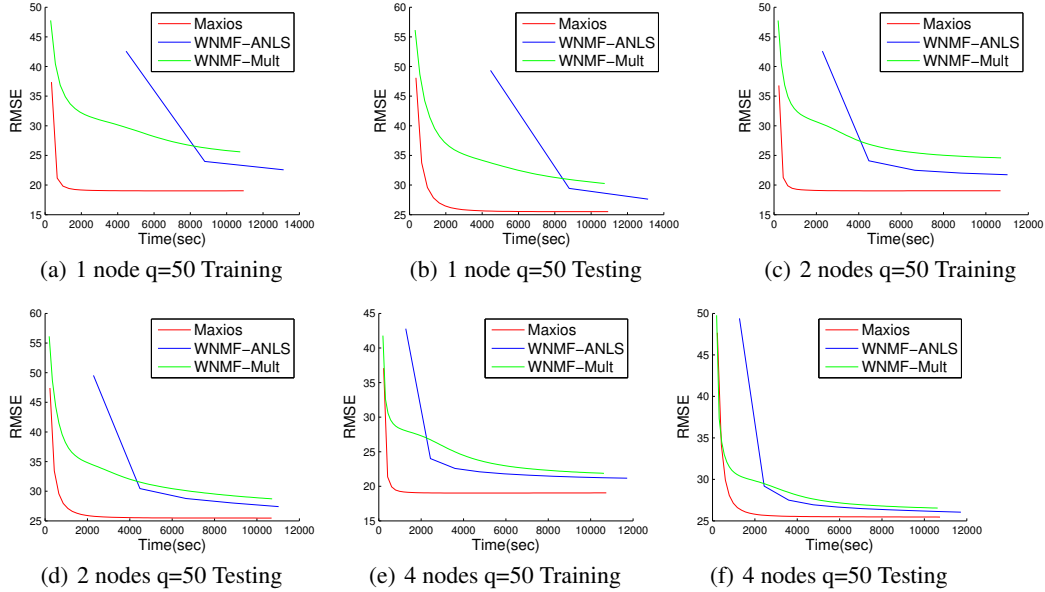 50
45
40
35
30
25
20
15
RMSE
0 2000 4000 6000 8000 10000 12000 14000
Time(sec)
Maxios
WNMF−ANLS
WNMF−Mult
(a) 1 node q=50 Training
60
55
50
45
40
35
30
25
RMSE
0 2000 4000 6000 8000 10000 12000 14000
Time(sec)
Maxios
WNMF−ANLS
WNMF−Mult
(b) 1 node q=50 Testing
50
45
40
35
30
25
20
15
RMSE
0 2000 4000 6000 8000 10000 12000
Time(sec)
Maxios
WNMF−ANLS
WNMF−Mult
(c) 2 nodes q=50 Training
60
55
50
45
40
35
30
25
RMSE
0 2000 4000 6000 8000 10000 12000
Time(sec)
Maxios
WNMF−ANLS
WNMF−Mult
(d) 2 nodes q=50 Testing
45
40
35
30
25
20
15
RMSE
0 2000 4000 6000 8000 10000 12000
Time(sec)
Maxios
WNMF−ANLS
WNMF−Mult
(e) 4 nodes q=50 Training
50
45
40
35
30
25
RMSE
0 2000 4000 6000 8000 10000 12000
Time(sec)
Maxios
WNMF−ANLS
WNMF−Mult
(f) 4 nodes q=50 Testing